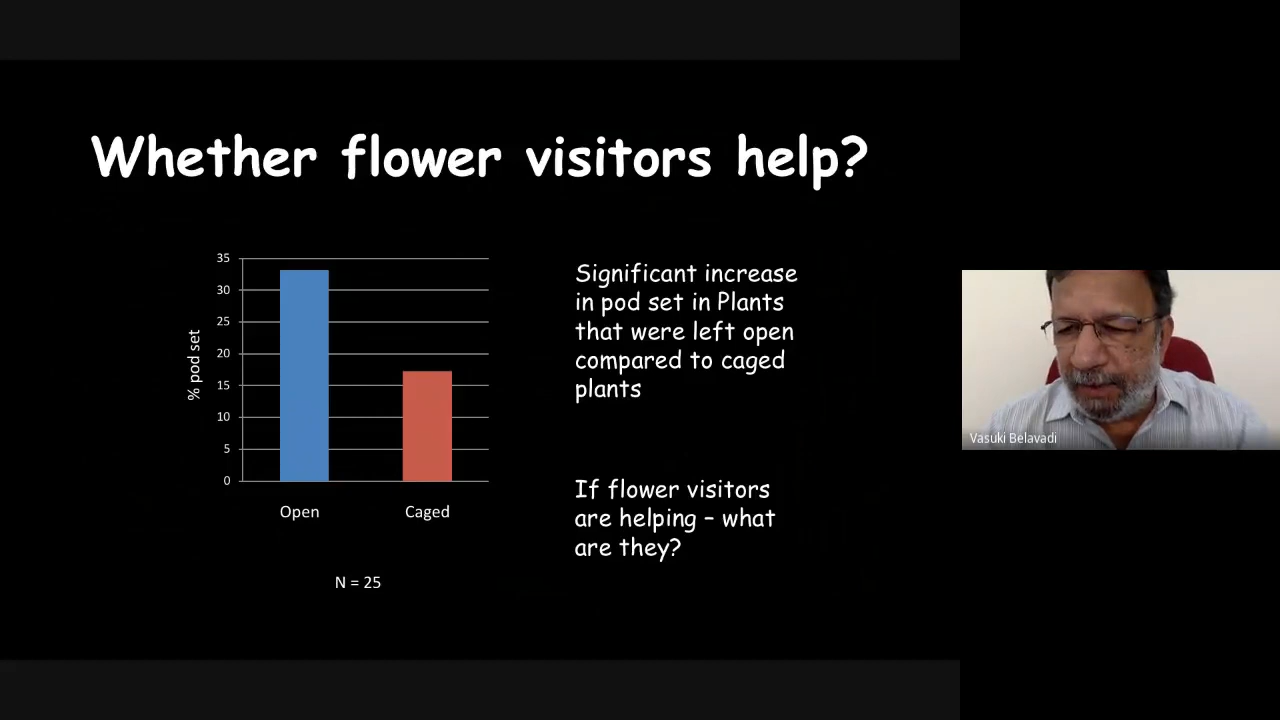 Whether flower visitors help?
35
30
25
20
15
10
5
0
% pod set
Open
Caged
N = 25
Significant increase
in pod set in Plants
that were left open
compared to caged
plants
If flower visitors
are helping – what
are they?
Vasuki Belavadi